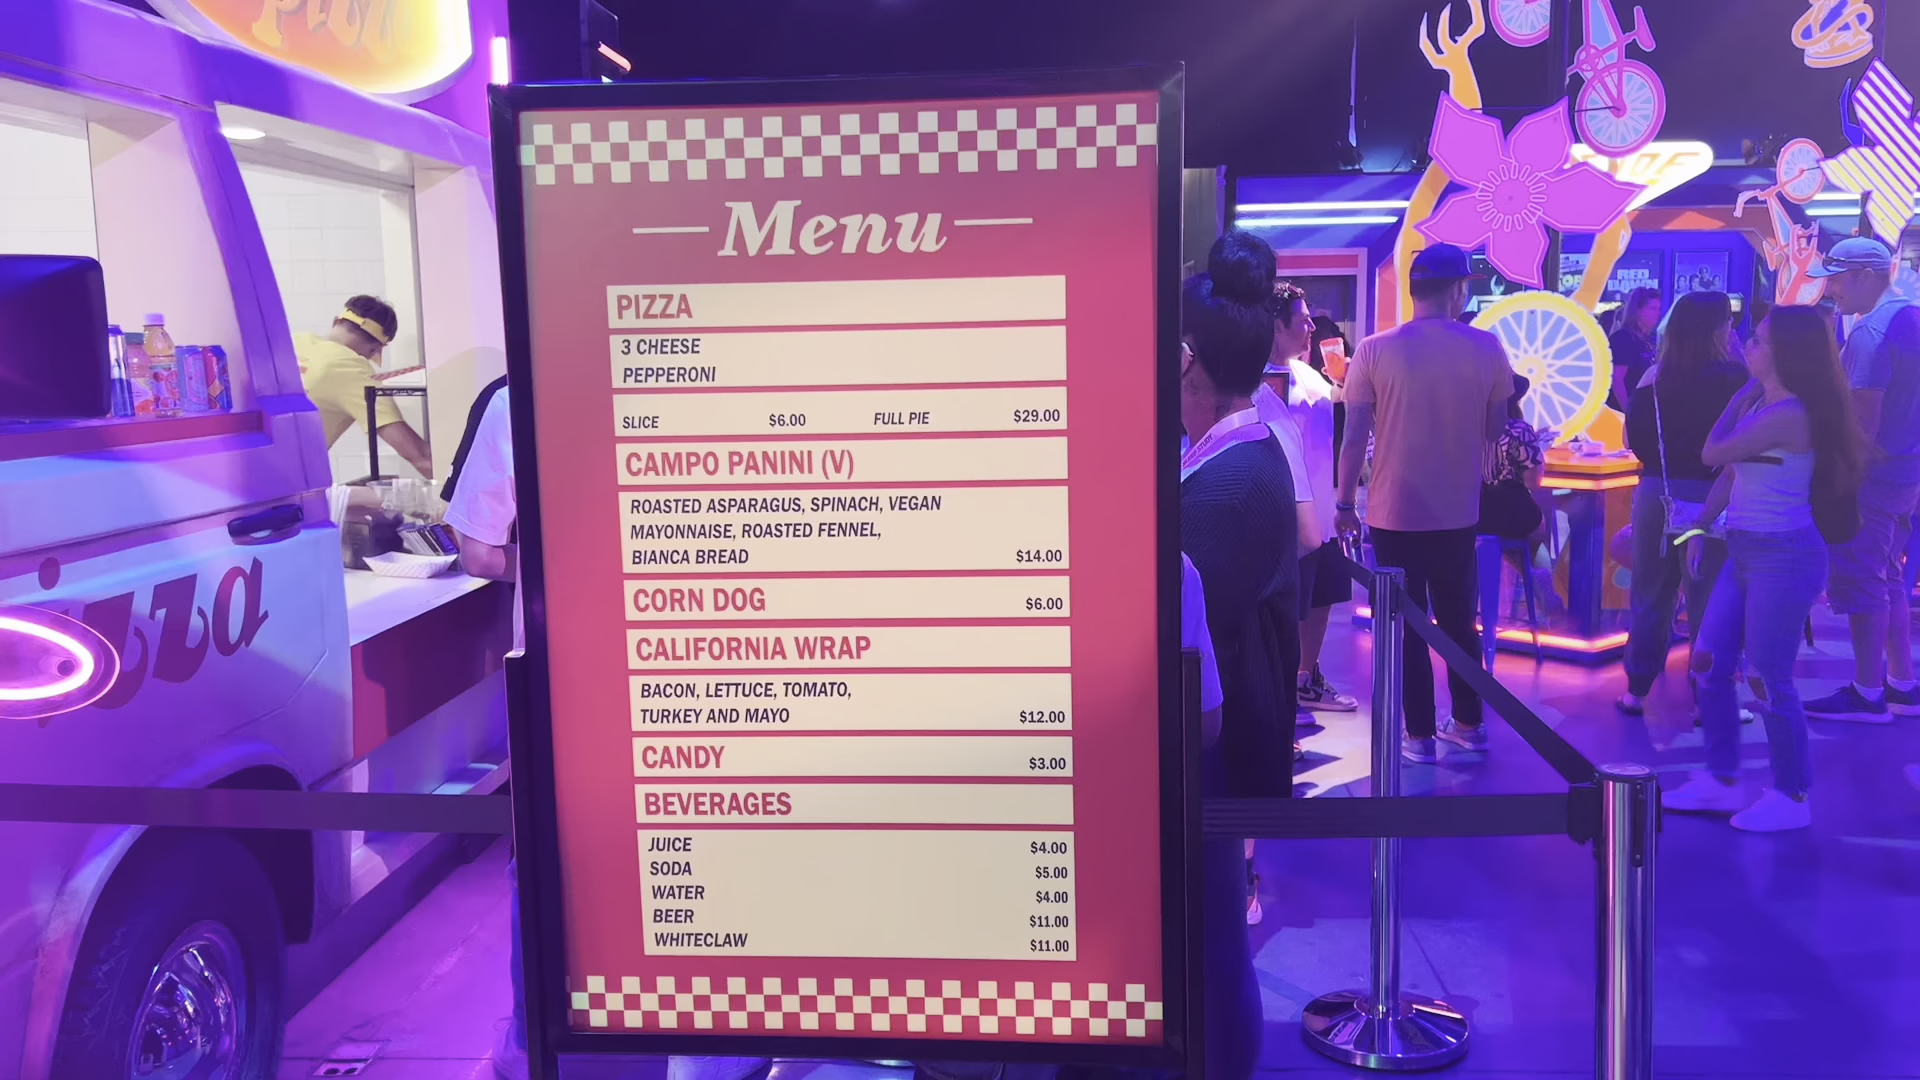 Pizza
Menu
PIZZA
3 CHEESE
PEPPERONI
SLICE $6.00 FULL PIE $29.00
CAMPO PANINI (V)
ROASTED ASPARAGUS, SPINACH, VEGAN
MAYONNAISE, ROASTED FENNEL,
BIANCA BREAD $14.00
CORN DOG $6.00
CALIFORNIA WRAP
BACON, LETTUCE, TOMATO,
TURKEY AND MAYO $12.00
CANDY $3.00
BEVERAGES
JUICE $4.00
SODA $5.00
WATER $4.00
BEER $11.00
WHITECLAW $11.00
izza
RED
DAWN